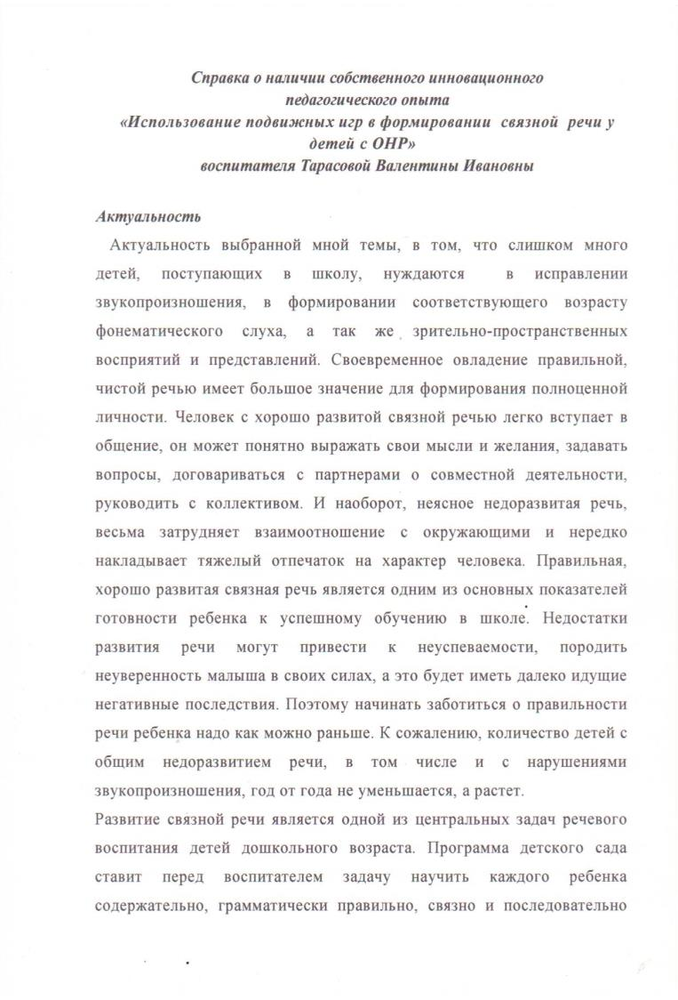 Справка о наличии собственного инновационного
педагогического опыта
«Использование подвижных игр в формировании связной речи у
детей с ОНР»
воспитателя Тарасовой Валентины Ивановны
Актуальность
Актуальность выбранной мной темы, в том, что слишком много
детей, поступающих в школу, нуждаются в исправлении
звукопроизношения, в формировании соответствующего возрасту
фонематического слуха, а так же зрительно-пространственных
восприятий и представлений. Своевременное овладение правильной,
чистой речью имеет большое значение для формирования полноценной
личности. Человек с хорошо развитой связной речью легко вступает в
общение, он может понятно выражать свои мысли и желания, задавать
вопросы, договариваться с партнерами о совместной деятельности,
руководить с коллективом. И наоборот, неясное недоразвитая речь,
весьма затрудняет взаимоотношение с окружающими и нередко
накладывает тяжелый отпечаток на характер человека. Правильная,
хорошо развитая связная речь является одним из основных показателей
готовности ребенка к успешному обучению в школе. Недостатки
развития речи могут привести к неуспеваемости, породить
неуверенность малыша в своих силах, а это будет иметь далеко идущие
негативные последствия. Поэтому начинать заботиться о правильности
речи ребенка надо как можно раньше. К сожалению, количество детей с
общим недоразвитием речи, в том числе и с нарушениями
звукопроизношения, год от года не уменьшается, а растет.
Развитие связной речи является одной из центральных задач речевого
воспитания детей дошкольного возраста. Программа детского сада
ставит перед воспитателем задачу научить каждого ребенка
содержательно, грамматически правильно, связно и последовательно